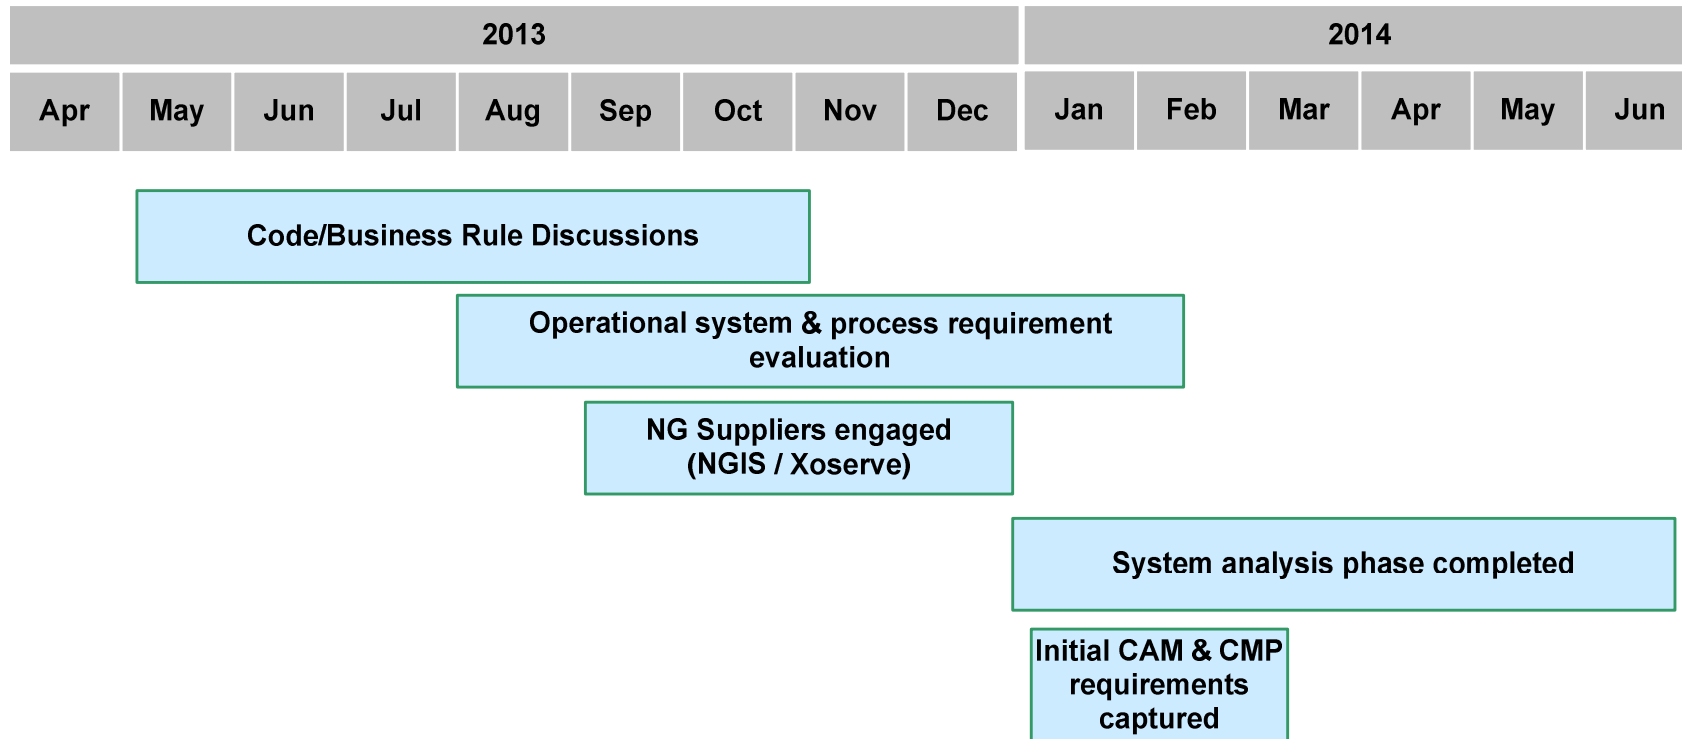 2013 2014
Apr May Jun Jul Aug Sep Oct Nov Dec Jan Feb Mar Apr May Jun
Code/Business Rule Discussions
Operational system & process requirement
evaluation
NG Suppliers engaged
(NGIS / Xoserve)
System analysis phase completed
Initial CAM & CMP
requirements
captured